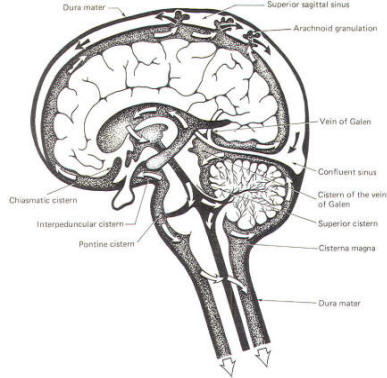 Dura mater
Superior sagittal sinus
Arachnoid granulation
Vein of Galen
Confluent sinus
Cistern of the vein
of Galen
Superior cistern
Cisterna magna
Dura mater
Chiasmatic cistern
Interpeduncular cistern
Pontine cistern